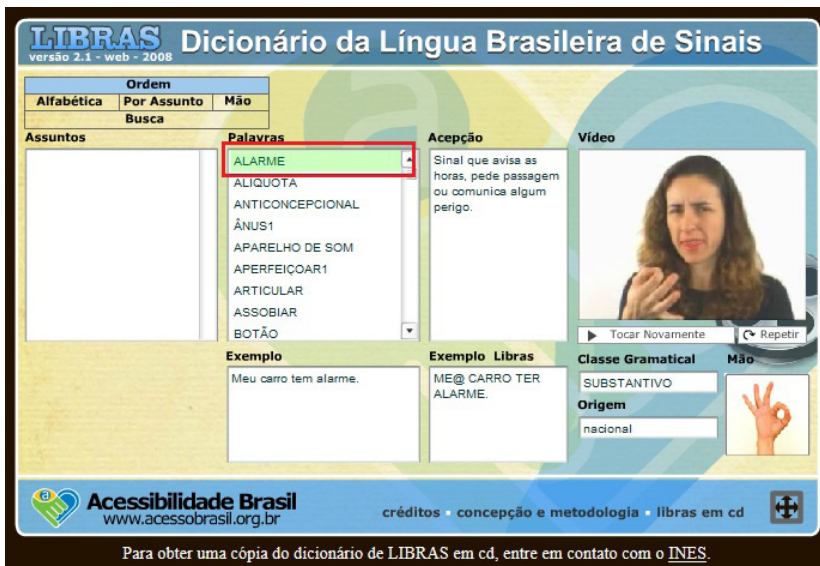 LIBRAS
versão 2.1 - web - 2008
Dicionário da Língua Brasileira de Sinais
Ordem
Alfabética Por Assunto Mão
Busca
Assuntos
Palavras
ALARME
ALIQUOTA
ANTICONCEPCIONAL
ÂNUS1
APARELHO DE SOM
APERFEIÇOAR1
ARTICULAR
ASSOBIAR
BOTÃO
Acepção
Sinal que avisa as
horas, pede passagem
ou comunica algum
perigo.
Vídeo
Tocar Novamente
Repetir
Exemplo
Meu carro tem alarme.
Exemplo Libras
ME@ CARRO TER
ALARME.
Classe Gramatical
SUBSTANTIVO
Origem
nacional
Mão
a
Acessibilidade Brasil
www.acessobrasil.org.br
créditos - concepção e metodologia - libras em cd
Para obter uma cópia do dicionário de LIBRAS em cd, entre em contato com o INES.